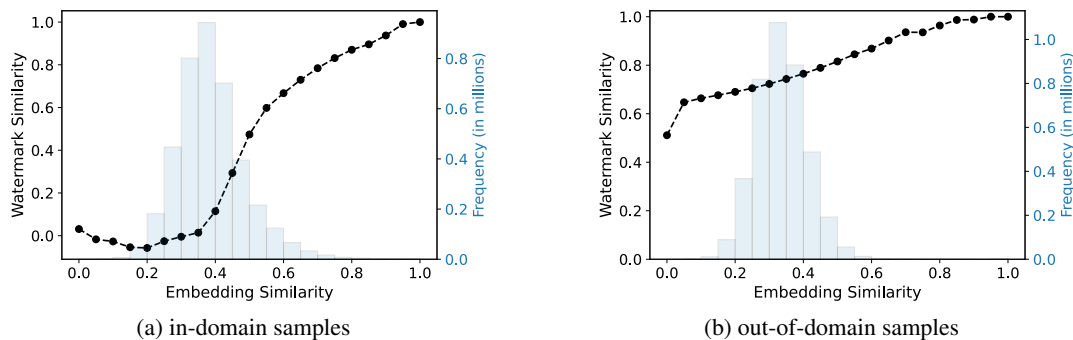 1.0
0.8
0.6
0.4
0.2
0.0
Watermark Similarity
0.0 0.2 0.4 0.6 0.8 1.0
Embedding Similarity
0.8
0.6
0.4
0.2
0.0
Frequency (in millions)
(a) in-domain samples
1.0
0.8
0.6
0.4
0.2
0.0
Watermark Similarity
0.0 0.2 0.4 0.6 0.8 1.0
Embedding Similarity
1.0
0.8
0.6
0.4
0.2
0.0
Frequency (in millions)
(b) out-of-domain samples